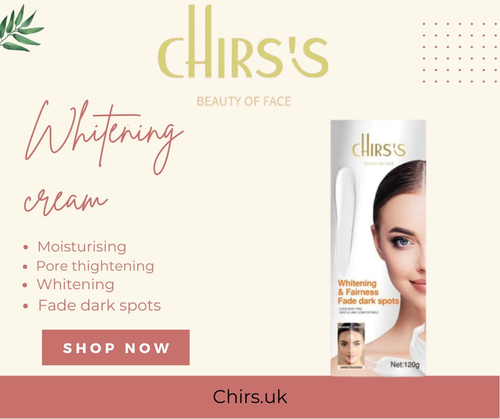 CHIRS'S
BEAUTY OF FACE
Whitening
cream
Moisturising
Pore thightening
Whitening
Fade dark spots
SHOP NOW
CHIRS'S
BEAUTY OF FACE
Whitening
& Fairness
Fade dark spots
Net:120g
Chirs.uk